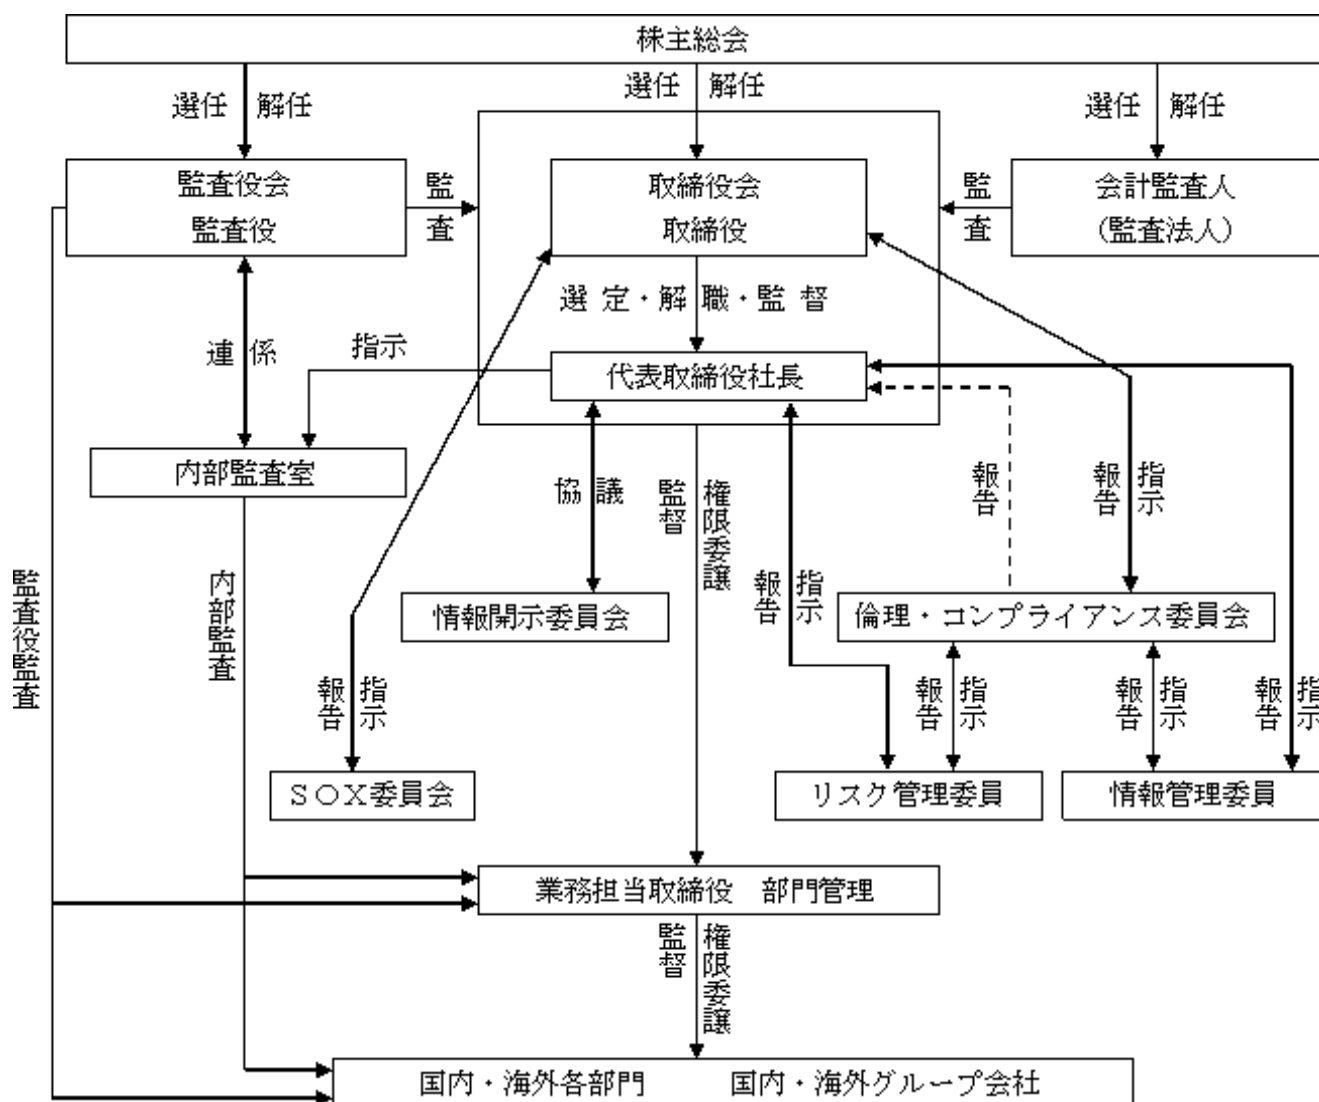 株主総会
選任 解任
選任 解任
選任 解任
監査役会
監査役
監査
取締役会
取締役
監査
会計監査人
（監査法人）
選定・解職・監督
連係
指示
代表取締役社長
内部監査室
協議
監督
権限委譲
報告
報告
指示
監査役監査
内部監査
情報開示委員会
報告
指示
倫理・コンプライアンス委員会
報告
指示
報告
指示
報告
指示
報告
指示
ＳＯＸ委員会
リスク管理委員
情報管理委員
業務担当取締役　部門管理
監督
権限委譲
国内・海外各部門　国内・海外グループ会社